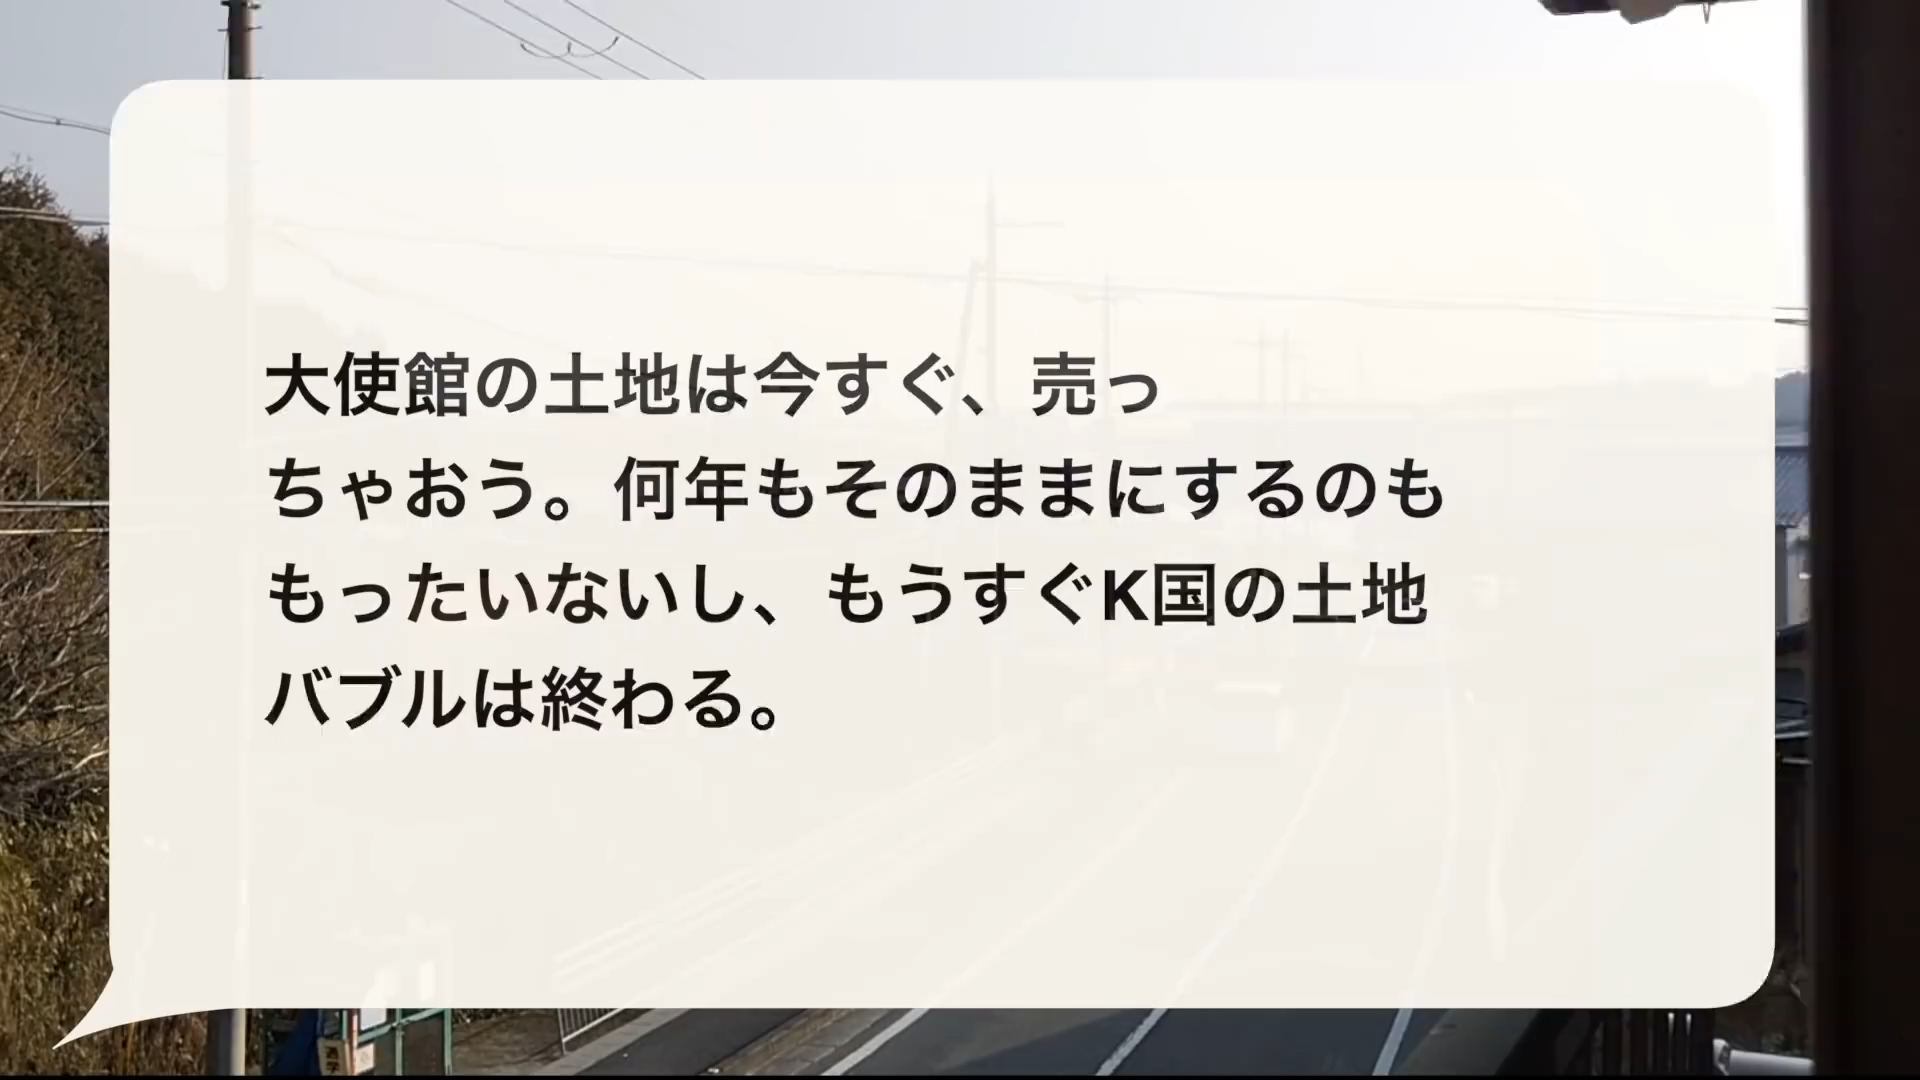 大使館の土地は今すぐ、売っ
ちゃおう。何年もそのままにするのも
もったいないし、もうすぐK国の土地
バブルは終わる。